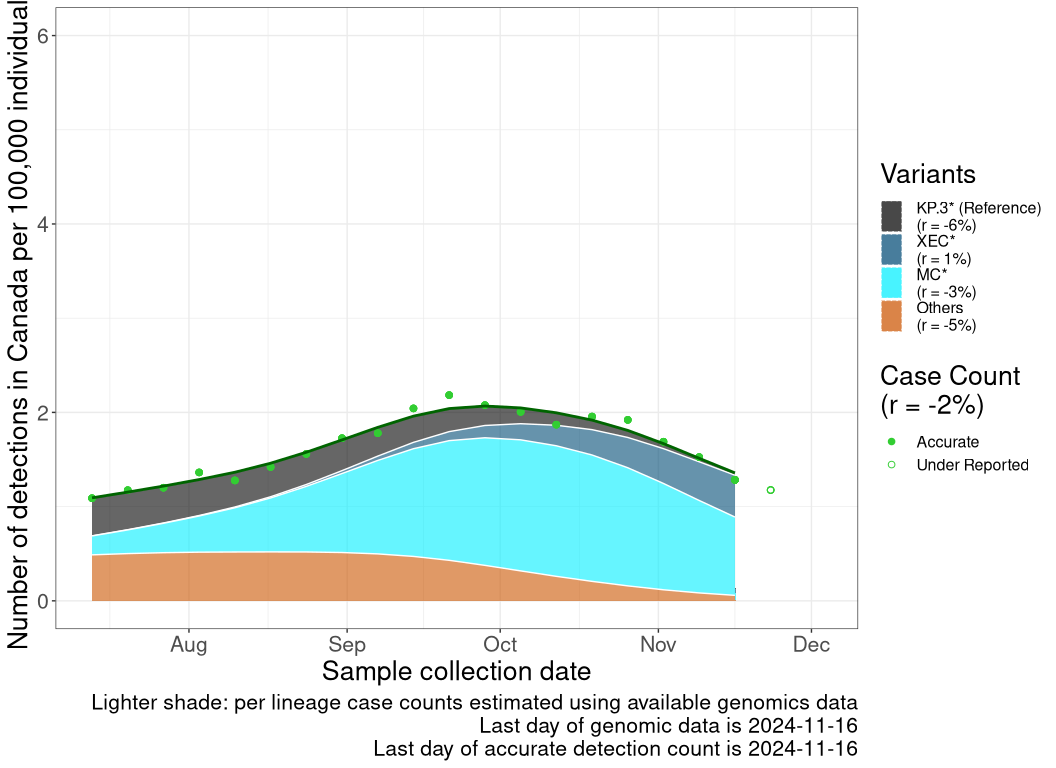 Number of detections in Canada per 100,000 individual
6
4
2
0
Aug
Sep
Oct
Nov
Dec
Sample collection date
Lighter shade: per lineage case counts estimated using available genomics data
Last day of genomic data is 2024-11-16
Last day of accurate detection count is 2024-11-16
Variants
KP.3* (Reference)
(r = -6%)
XEC*
(r = 1%)
MC*
(r = -3%)
Others
(r = -5%)
Case Count
(r = -2%)
Accurate
Under Reported